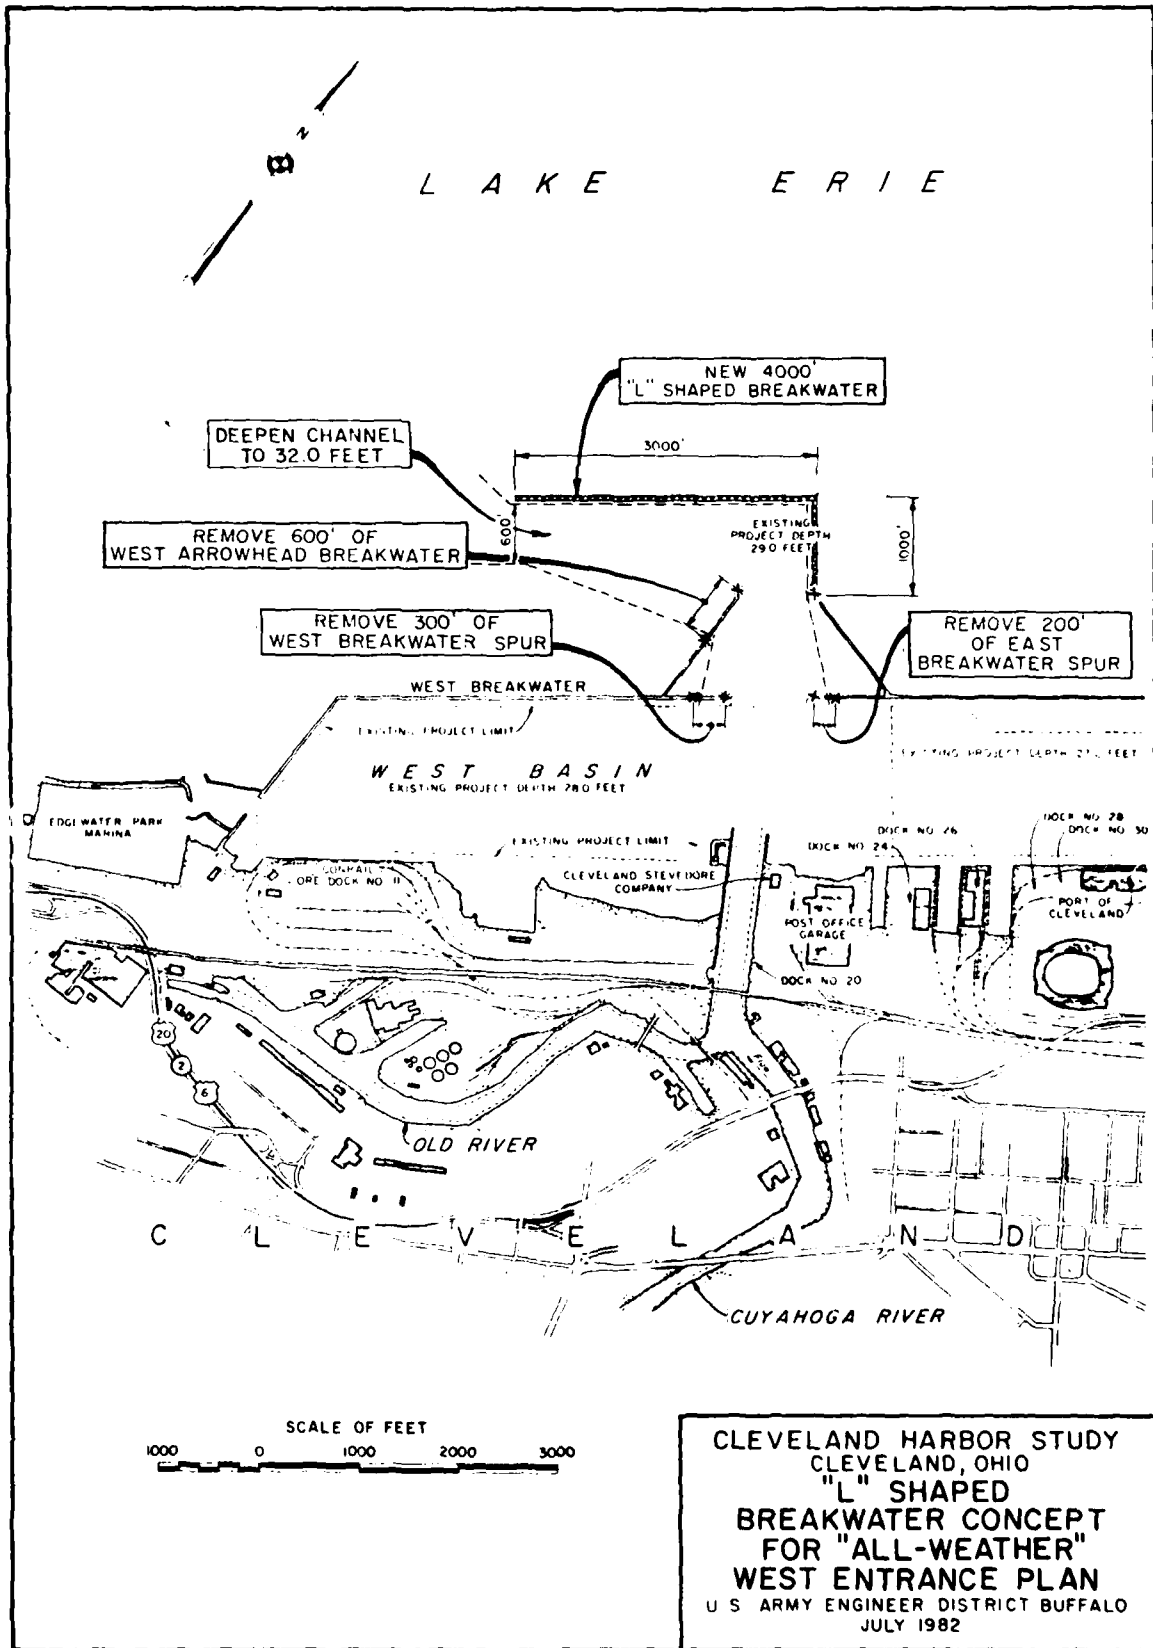 N
LAKE ERIE
NEW 4000'
"L" SHAPED BREAKWATER
DEEPEN CHANNEL
TO 32.0 FEET
3000'
600'
EXISTING
PROJECT DEPTH
29.0 FEET
1000'
REMOVE 600' OF
WEST ARROWHEAD BREAKWATER
REMOVE 300' OF
WEST BREAKWATER SPUR
REMOVE 200'
OF EAST
BREAKWATER SPUR
WEST BREAKWATER
EXISTING PROJECT LIMIT
WEST BASIN
EXISTING PROJECT DEPTH 28.0 FEET
EXISTING PROJECT DEPTH FEET
EDGEWATER PARK
MARINA
EXISTING PROJECT LIMIT
DOCK NO. 28
DOCK NO. 30
DOCK NO. 26
DOCK NO. 24
CONRAIL
ORE DOCK NO. 11
CLEVELAND STEVEDORE
COMPANY
PORT OF
CLEVELAND
POST OFFICE
GARAGE
DOCK NO. 20
20
2
6
OLD RIVER
CLEVELAND
CUYAHOGA RIVER
SCALE OF FEET
1000 0 1000 2000 3000
CLEVELAND HARBOR STUDY
CLEVELAND, OHIO
"L" SHAPED
BREAKWATER CONCEPT
FOR "ALL-WEATHER"
WEST ENTRANCE PLAN
U S ARMY ENGINEER DISTRICT BUFFALO
JULY 1982